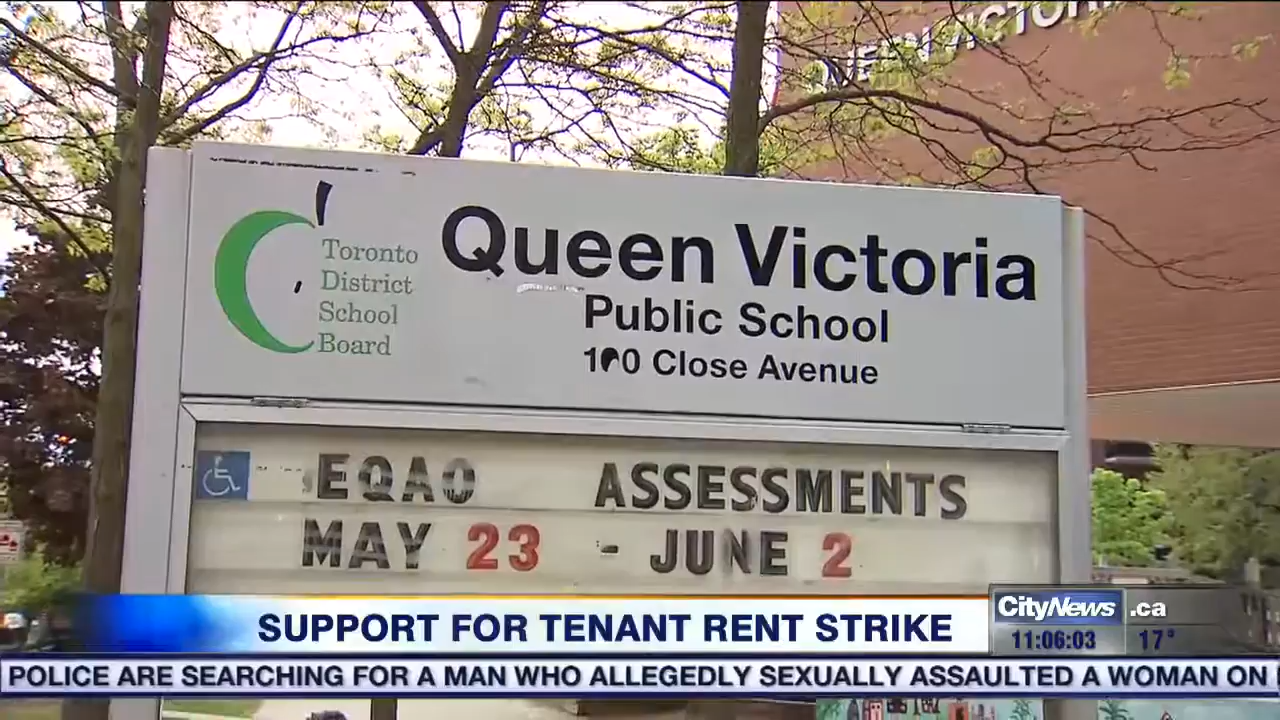 QUEEN VICTORIA
Toronto
District
School
Board
Queen Victoria
Public School
100 Close Avenue
EQAO ASSESSMENTS
MAY 23 - JUNE 2
SUPPORT FOR TENANT RENT STRIKE
CityNews .ca
11:06:03 17°
POLICE ARE SEARCHING FOR A MAN WHO ALLEGEDLY SEXUALLY ASSAULTED A WOMAN ON